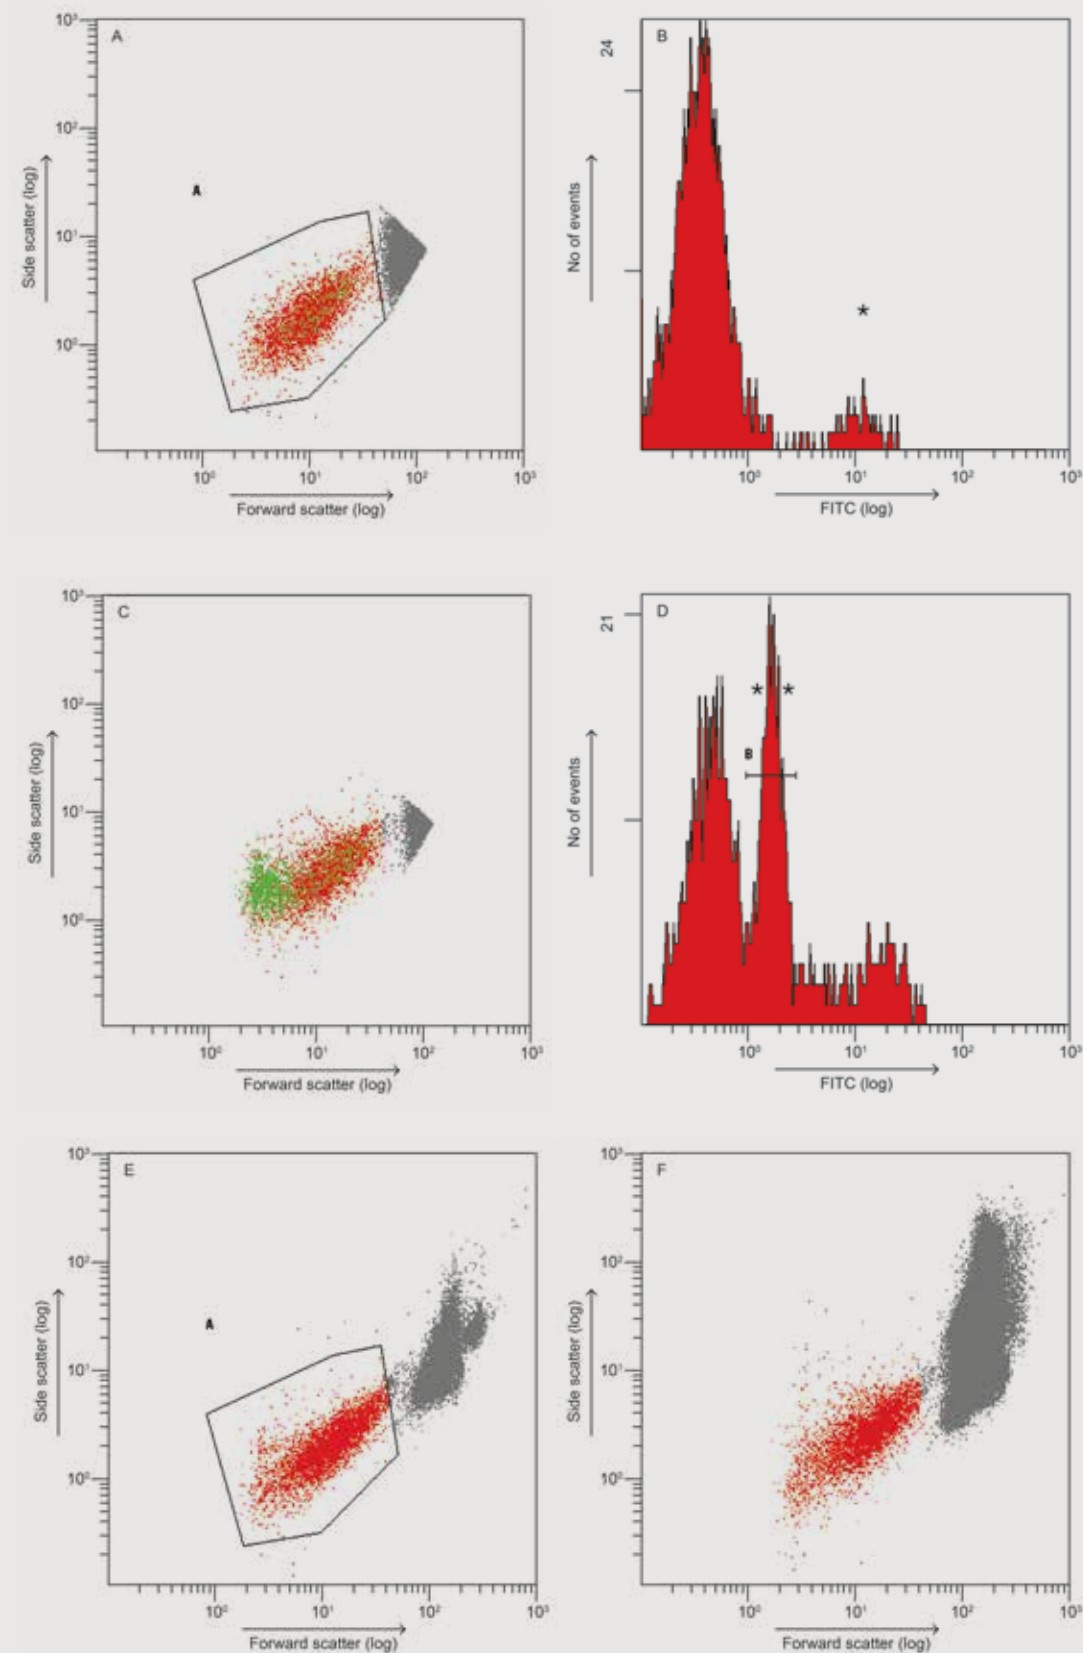 A
10³
10²
10¹
10⁰
Side scatter (log)
A
10⁰ 10¹ 10² 10³
Forward scatter (log)
B
24
No of events
*
10⁰ 10¹ 10² 10³
FITC (log)
C
10³
10²
10¹
10⁰
Side scatter (log)
10⁰ 10¹ 10² 10³
Forward scatter (log)
D
21
No of events
* *
B
10⁰ 10¹ 10² 10³
FITC (log)
E
10³
10²
10¹
10⁰
Side scatter (log)
A
10⁰ 10¹ 10² 10³
Forward scatter (log)
F
10³
10²
10¹
10⁰
Side scatter (log)
10⁰ 10¹ 10² 10³
Forward scatter (log)